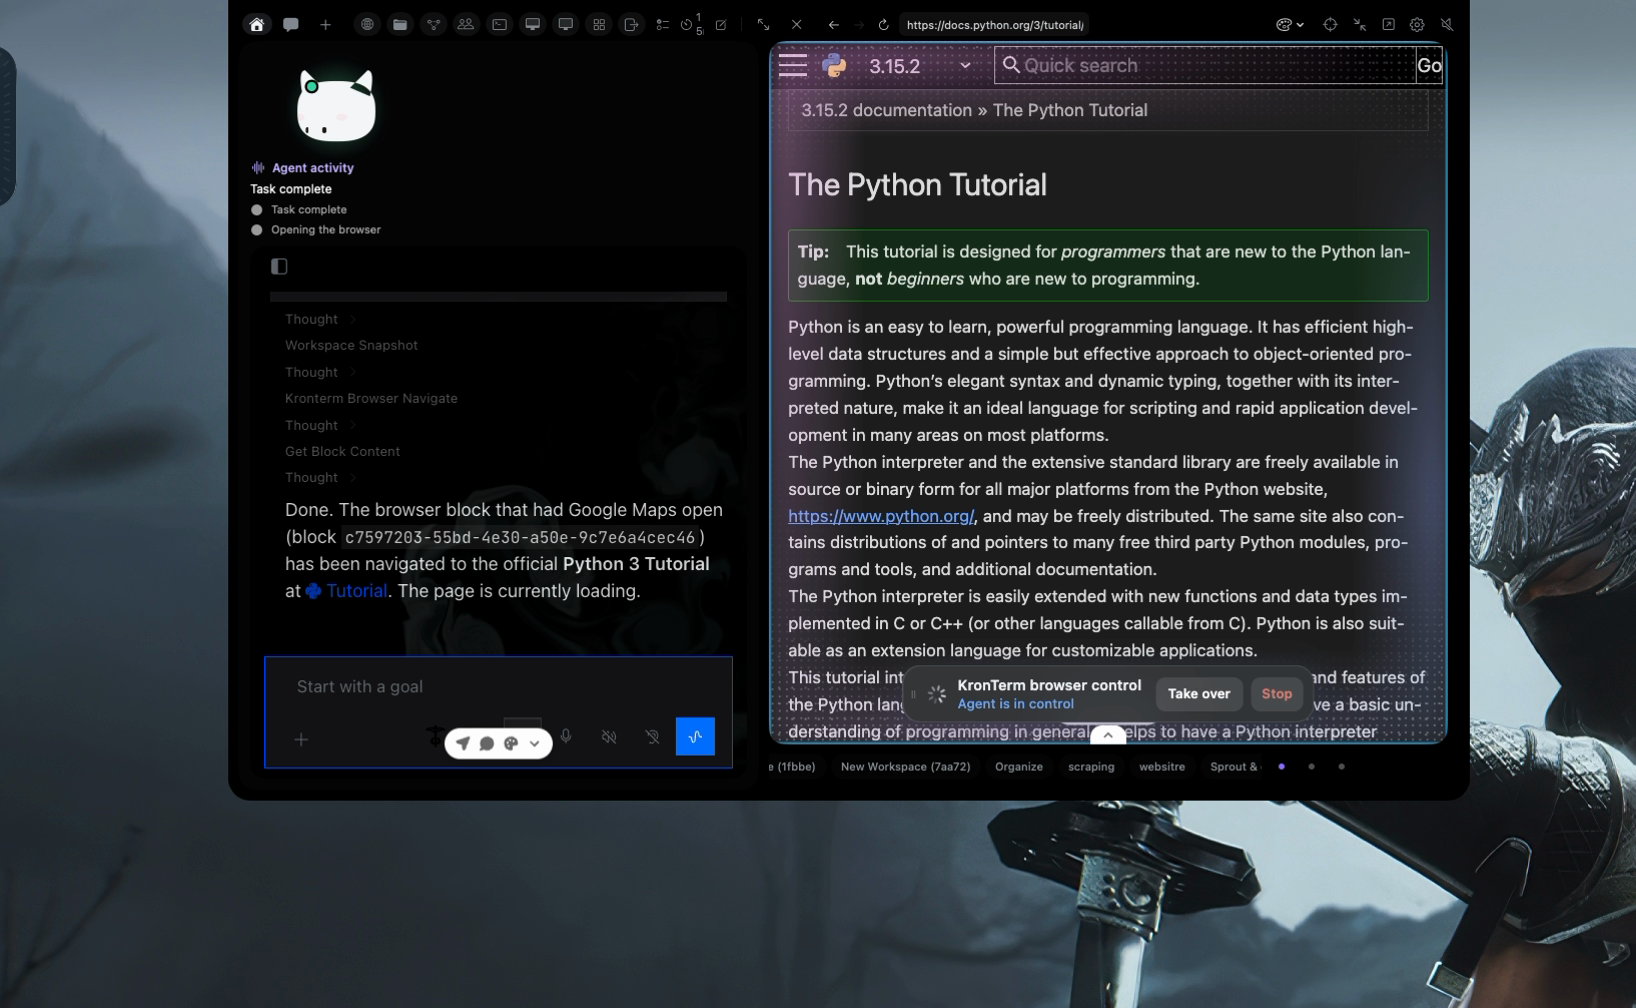 1
5
https://docs.python.org/3/tutorial/
Agent activity
Task complete
Task complete
Opening the browser
Thought
Workspace Snapshot
Thought
Kronterm Browser Navigate
Thought
Get Block Content
Thought
Done. The browser block that had Google Maps open
(block c7597203-55bd-4e30-a50e-9c7e6a4cec46)
has been navigated to the official Python 3 Tutorial
at Tutorial. The page is currently loading.
Start with a goal
3.15.2
Quick search
Go
3.15.2 documentation » The Python Tutorial
The Python Tutorial
Tip: This tutorial is designed for programmers that are new to the Python lan-
guage, not beginners who are new to programming.
Python is an easy to learn, powerful programming language. It has efficient high-
level data structures and a simple but effective approach to object-oriented pro-
gramming. Python’s elegant syntax and dynamic typing, together with its inter-
preted nature, make it an ideal language for scripting and rapid application devel-
opment in many areas on most platforms.
The Python interpreter and the extensive standard library are freely available in
source or binary form for all major platforms from the Python website,
https://www.python.org/, and may be freely distributed. The same site also con-
tains distributions of and pointers to many free third party Python modules, pro-
grams and tools, and additional documentation.
The Python interpreter is easily extended with new functions and data types im-
plemented in C or C++ (or other languages callable from C). Python is also suit-
able as an extension language for customizable applications.
This tutorial int and features of
the Python lang ve a basic un-
derstanding of programming in general elps to have a Python interpreter
KronTerm browser control
Agent is in control
Take over
Stop
e (1fbbe)
New Workspace (7aa72)
Organize
scraping
websitre
Sprout &